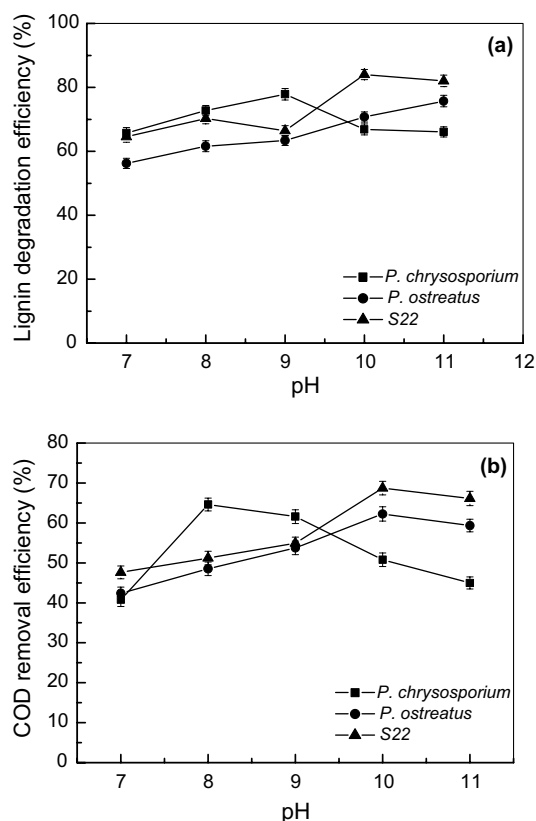 (a)
Lignin degradation efficiency (%)
100
80
60
40
20
0
P. chrysosporium
P. ostreatus
S22
7 8 9 10 11 12
pH
(b)
COD removal efficiency (%)
80
70
60
50
40
30
20
10
0
P. chrysosporium
P. ostreatus
S22
7 8 9 10 11
pH